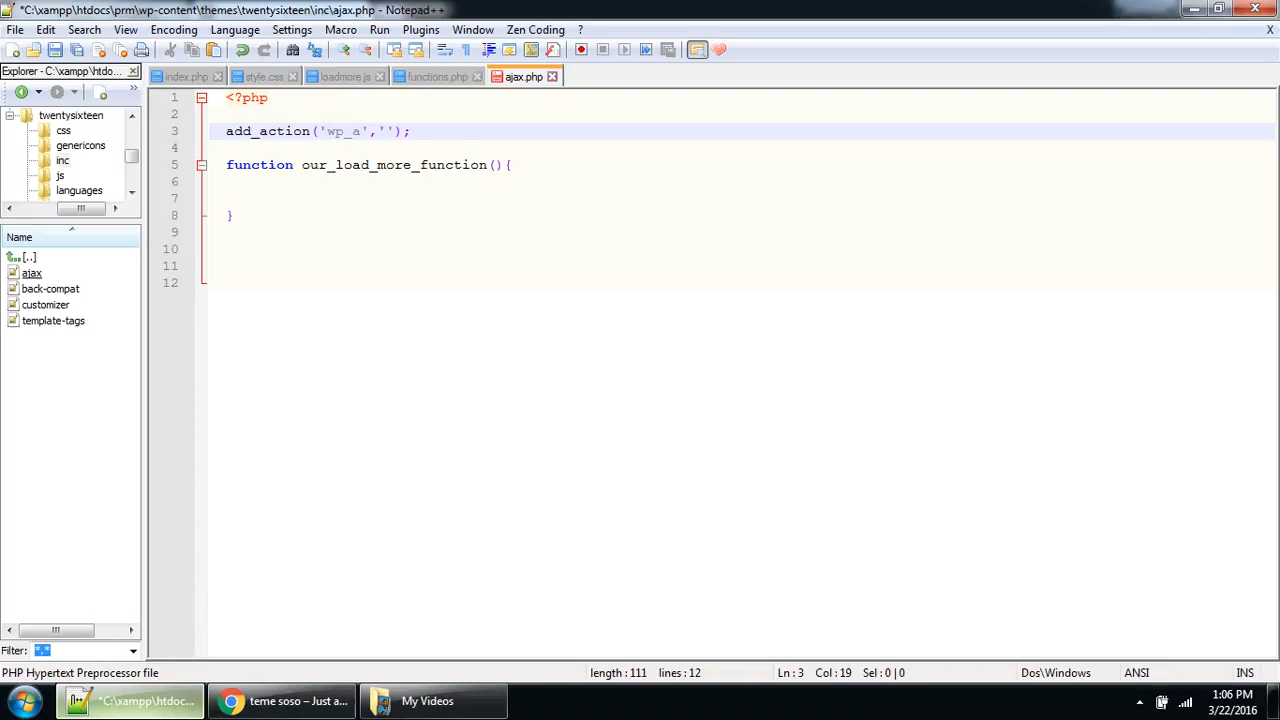 *C:\xampp\htdocs\prm\wp-content\themes\twentysixteen\inc\ajax.php - Notepad++
File Edit Search View Encoding Language Settings Macro Run Plugins Window Zen Coding ? X
Explorer - C:\xampp\htdo...
index.php style.css loadmore.js functions.php ajax.php
twentysixteen
css
genericons
inc
js
languages
Name
[..]
ajax
back-compat
customizer
template-tags
Filter: *.*
1 <?php
2
3 add_action('wp_a','');
4
5 function our_load_more_function(){
6
7
8 }
9
10
11
12
PHP Hypertext Preprocessor file length : 111 lines : 12 Ln : 3 Col : 19 Sel : 0 | 0 Dos\Windows ANSI INS
*C:\xampp\htdoc... teme soso – Just a... My Videos 1:06 PM
3/22/2016